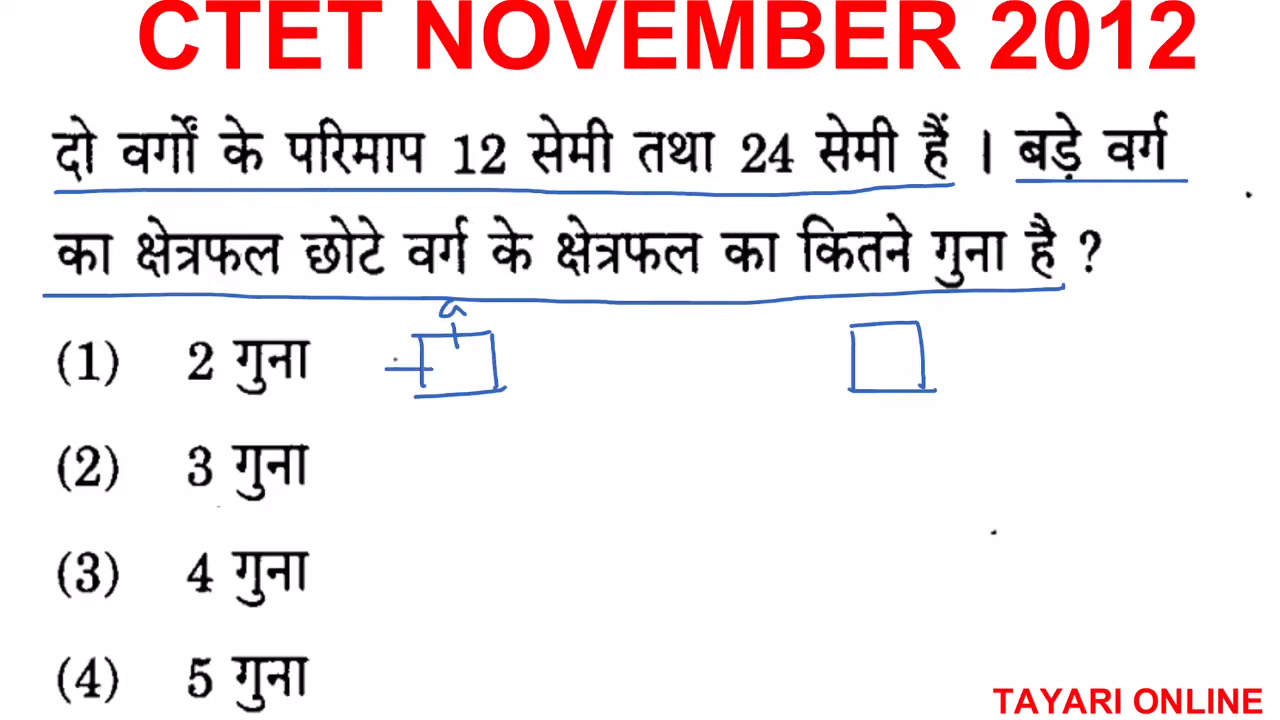 CTET NOVEMBER 2012
दो वर्गों के परिमाप 12 सेमी तथा 24 सेमी हैं । बड़े वर्ग
का क्षेत्रफल छोटे वर्ग के क्षेत्रफल का कितने गुना है ?
a
(1) 2 गुना
(2) 3 गुना
(3) 4 गुना
(4) 5 गुना
TAYARI ONLINE